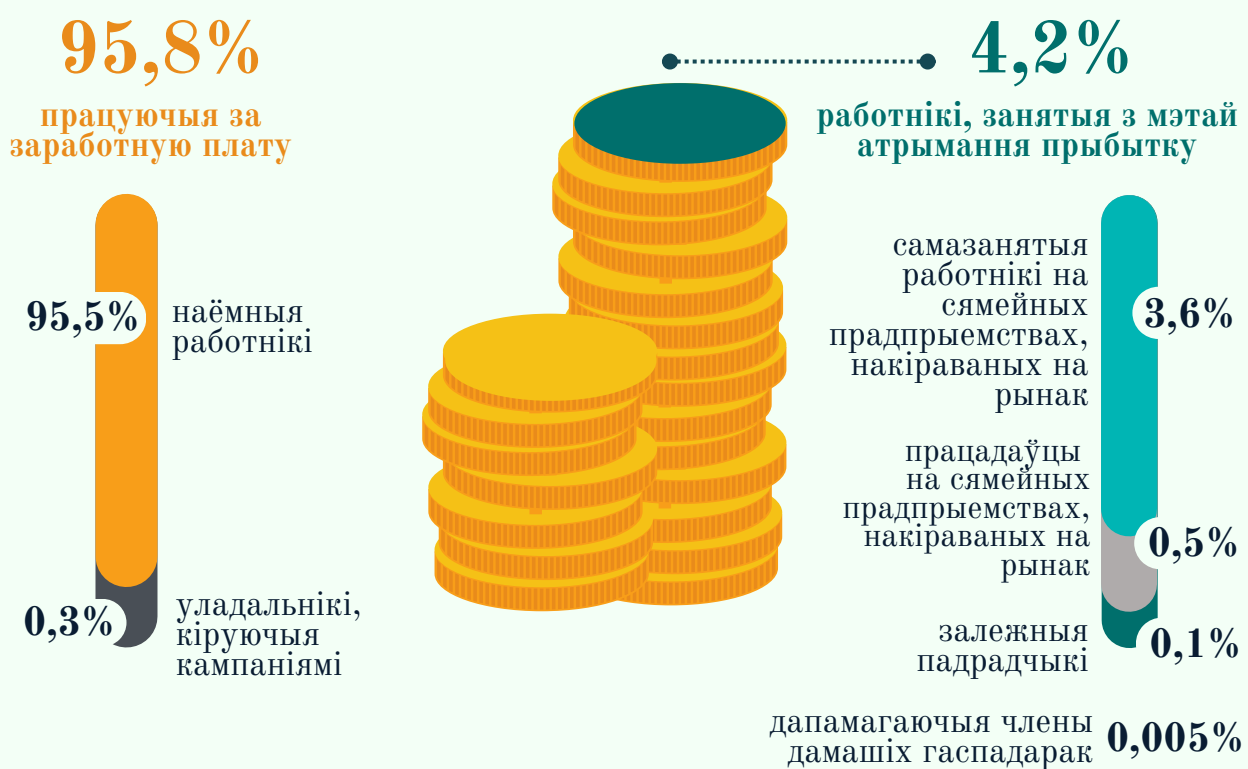 95,8%
працуючыя за
заработную плату
95,5%
наёмныя
работнікі
0,3%
уладальнікі,
кіруючыя
кампаніямі
4,2%
работнікі, занятыя з мэтай
атрымання прыбытку
самазанятыя
работнікі на
сямейных
прадпрыемствах,
накіраваных на
рынак
3,6%
працадаўцы
на сямейных
прадпрыемствах,
накіраваных на
рынак
0,5%
залежныя
падрадчыкі
0,1%
дапамагаючыя члены
дамашіх гаспадарак
0,005%